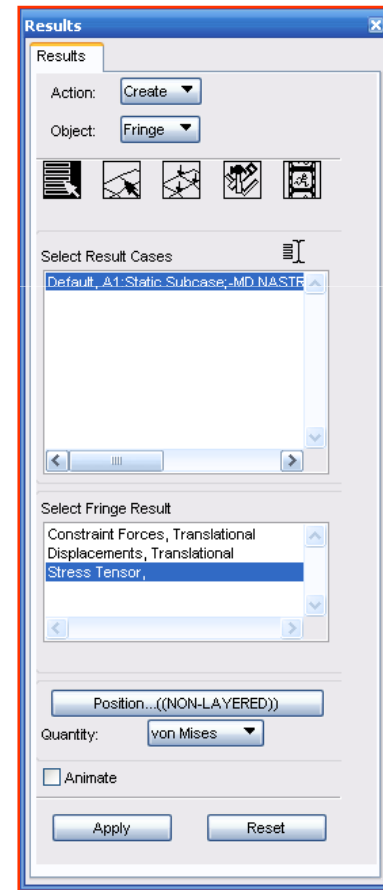 Results
Results
Action: Create
Object: Fringe
Select Result Cases
Default, A1:Static Subcase;-MD NASTR
Select Fringe Result
Constraint Forces, Translational
Displacements, Translational
Stress Tensor,
Position...((NON-LAYERED))
Quantity: von Mises
Animate
Apply Reset